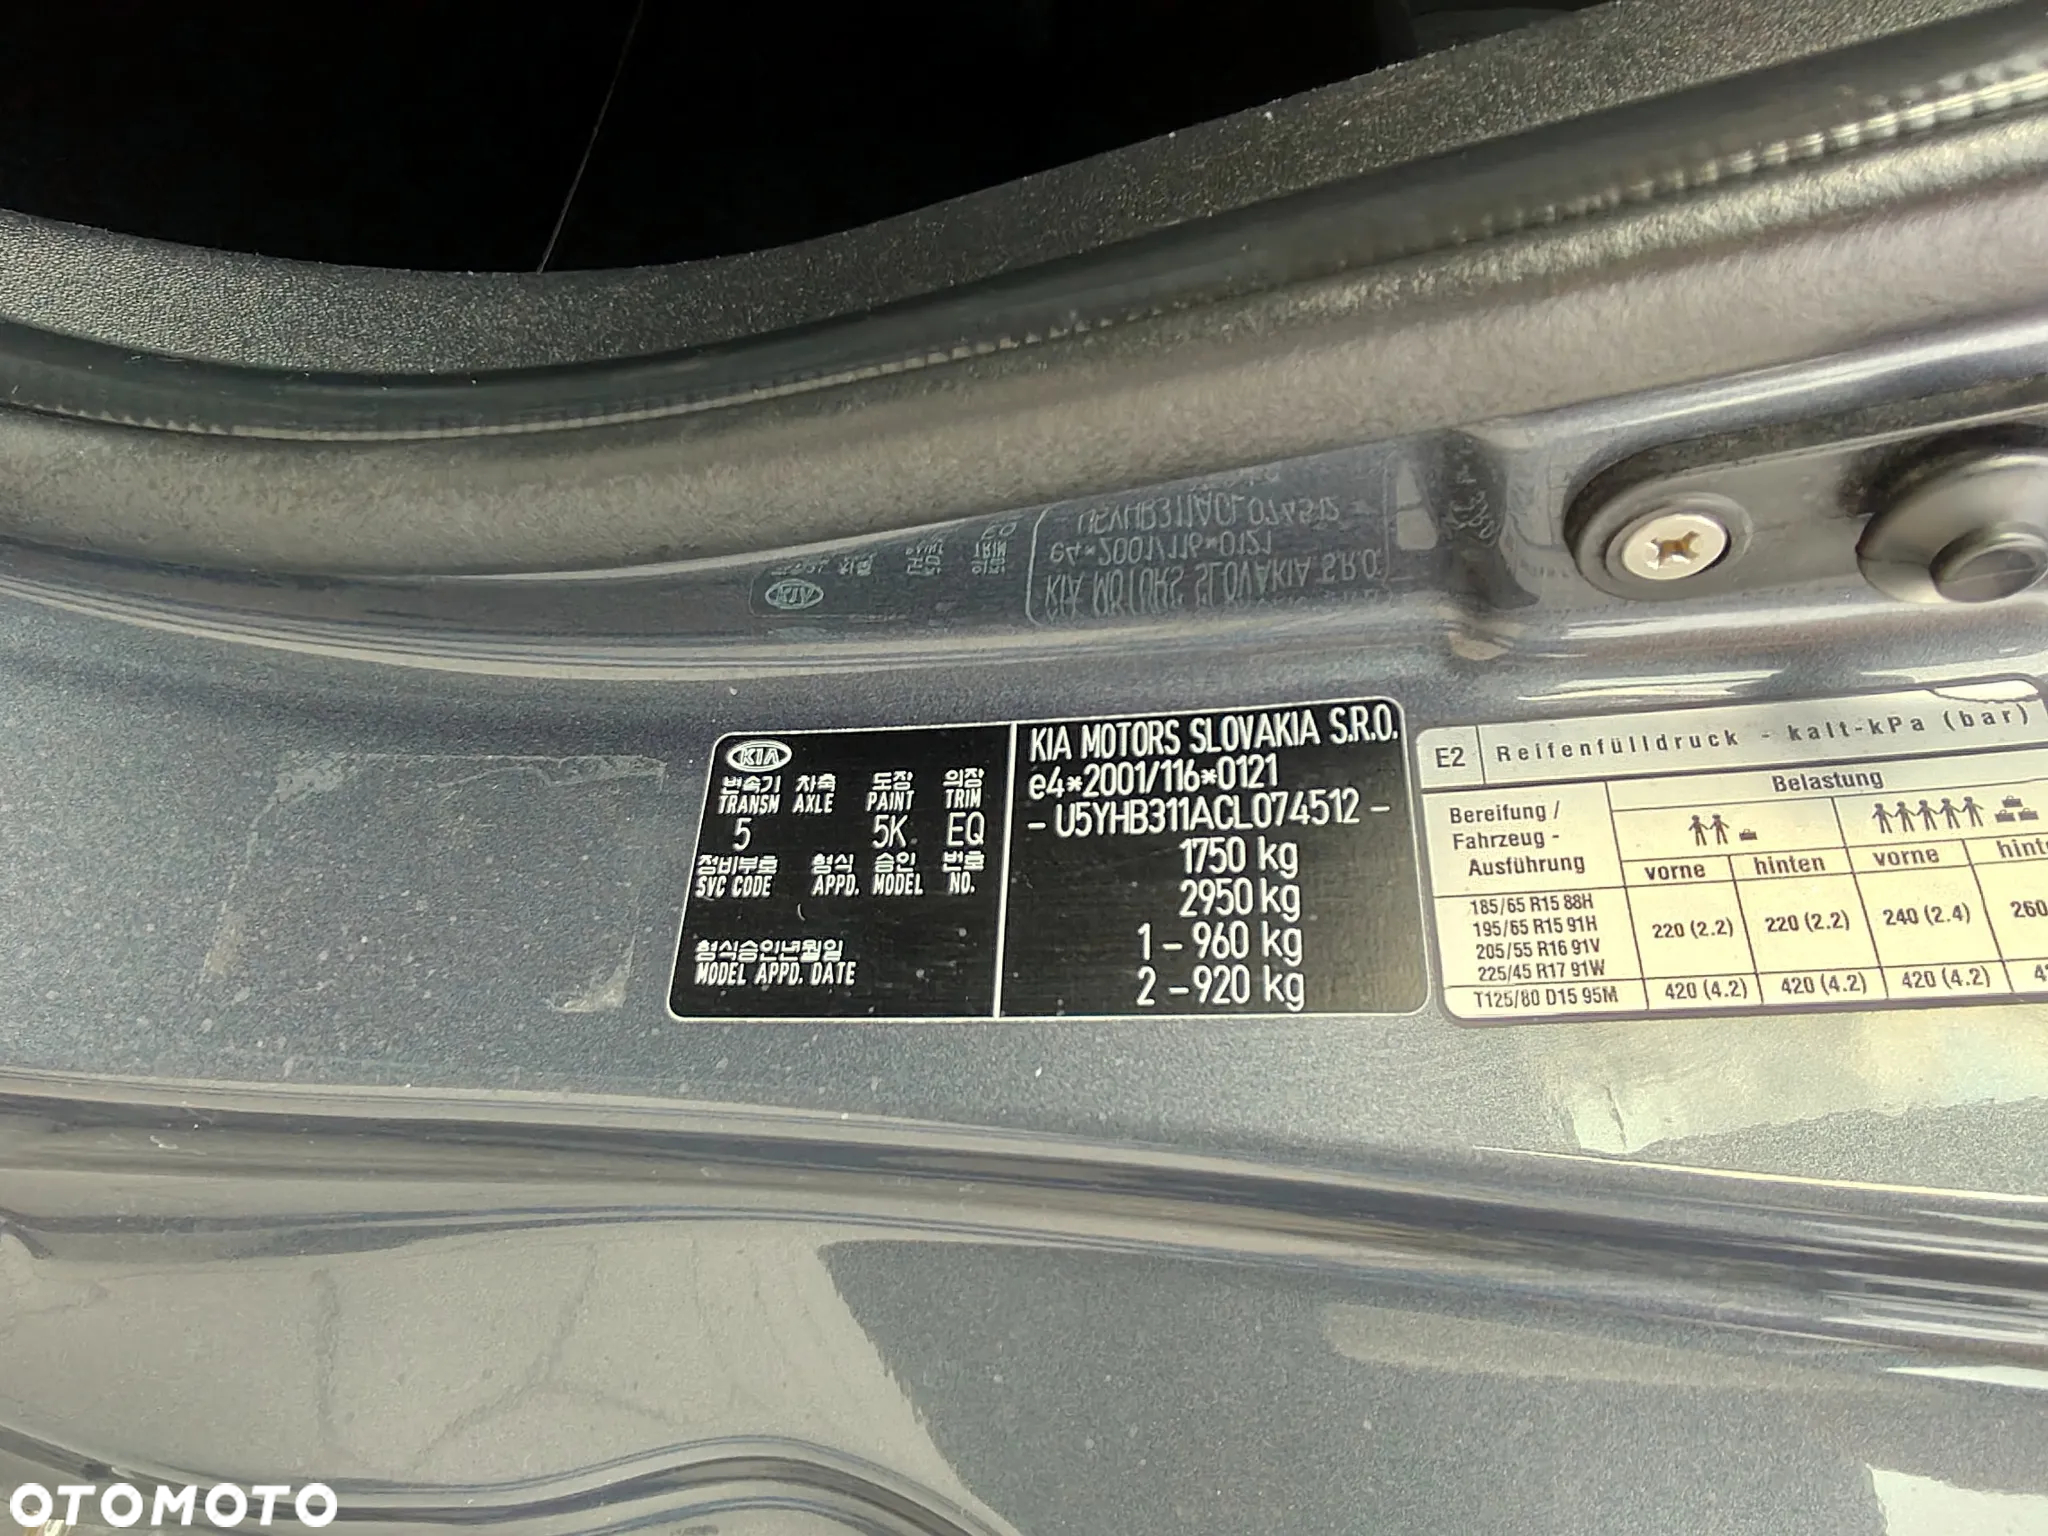 KIA
변속기 차축 도장 의장
TRANSM AXLE PAINT TRIM
5 5K EQ
정비부호 형식 승인 번호
SVC CODE APPD. MODEL NO.
형식승인년월일
MODEL APPD. DATE
KIA MOTORS SLOVAKIA S.R.O.
e4*2001/116*0121
- U5YHB311ACL074512 -
1750 kg
2950 kg
1 - 960 kg
2 - 920 kg
E2 Reifenfülldruck - kalt-kPa (bar)
Bereifung /
Fahrzeug -
Ausführung
Belastung
vorne hinten vorne
185/65 R15 88H
195/65 R15 91H
205/55 R16 91V
225/45 R17 91W
220 (2.2) 220 (2.2) 240 (2.4) 260
T125/80 D15 95M 420 (4.2) 420 (4.2) 420 (4.2)
KIA MOTORS SLOVAKIA S.R.O.
e4*2001/116*0121
- U5YHB311ACL074512 -
KIA
OTOMOTO